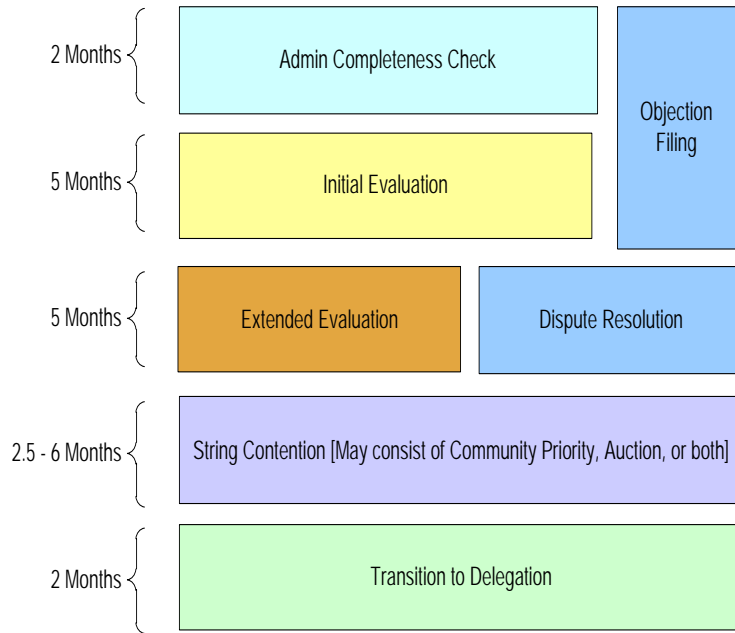 2 Months
Admin Completeness Check
Objection
Filing
5 Months
Initial Evaluation
5 Months
Extended Evaluation
Dispute Resolution
2.5 - 6 Months
String Contention [May consist of Community Priority, Auction, or both]
2 Months
Transition to Delegation